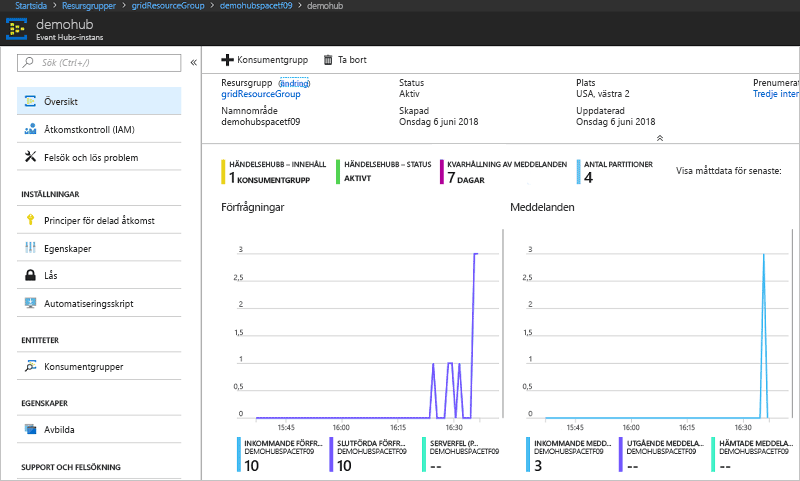 Startsida > Resursgrupper > gridResourceGroup > demohubspacetf09 > demohub
demohub
Event Hubs-instans
Sök (Ctrl+/)
«
Översikt
Åtkomstkontroll (IAM)
Felsök och lös problem
INSTÄLLNINGAR
Principer för delad åtkomst
Egenskaper
Lås
Automatiseringsskript
ENTITETER
Konsumentgrupper
EGENSKAPER
Avbilda
SUPPORT OCH FELSÖKNING
Konsumentgrupp
Ta bort
Resursgrupp (ändring)
gridResourceGroup
Namnområde
demohubspacetf09
Status
Aktiv
Skapad
Onsdag 6 juni 2018
Plats
USA, västra 2
Uppdaterad
Onsdag 6 juni 2018
Prenumerat
Tredje inter
HÄNDELSEHUBB – INNEHÅLL
1 KONSUMENTGRUPP
HÄNDELSEHUBB – STATUS
AKTIVT
KVARHÅLLNING AV MEDDELANDEN
7 DAGAR
ANTAL PARTITIONER
4
Visa måttdata för senaste:
Förfrågningar
3
2,5
2
1,5
1
0,5
0
15:45
16:00
16:15
16:30
INKOMMANDE FÖRFR...
DEMOHUBSPACETF09
10
SLUTFÖRDA FÖRFR...
DEMOHUBSPACETF09
10
SERVERFEL (P...
DEMOHUBSPACETF09
--
Meddelanden
3
2,5
2
1,5
1
0,5
0
15:45
16:00
16:15
16:30
INKOMMANDE MEDD...
DEMOHUBSPACETF09
3
UTGÅENDE MEDDELA...
DEMOHUBSPACETF09
--
HÄMTADE MEDDELA...
DEMOHUBSPACETF09
--